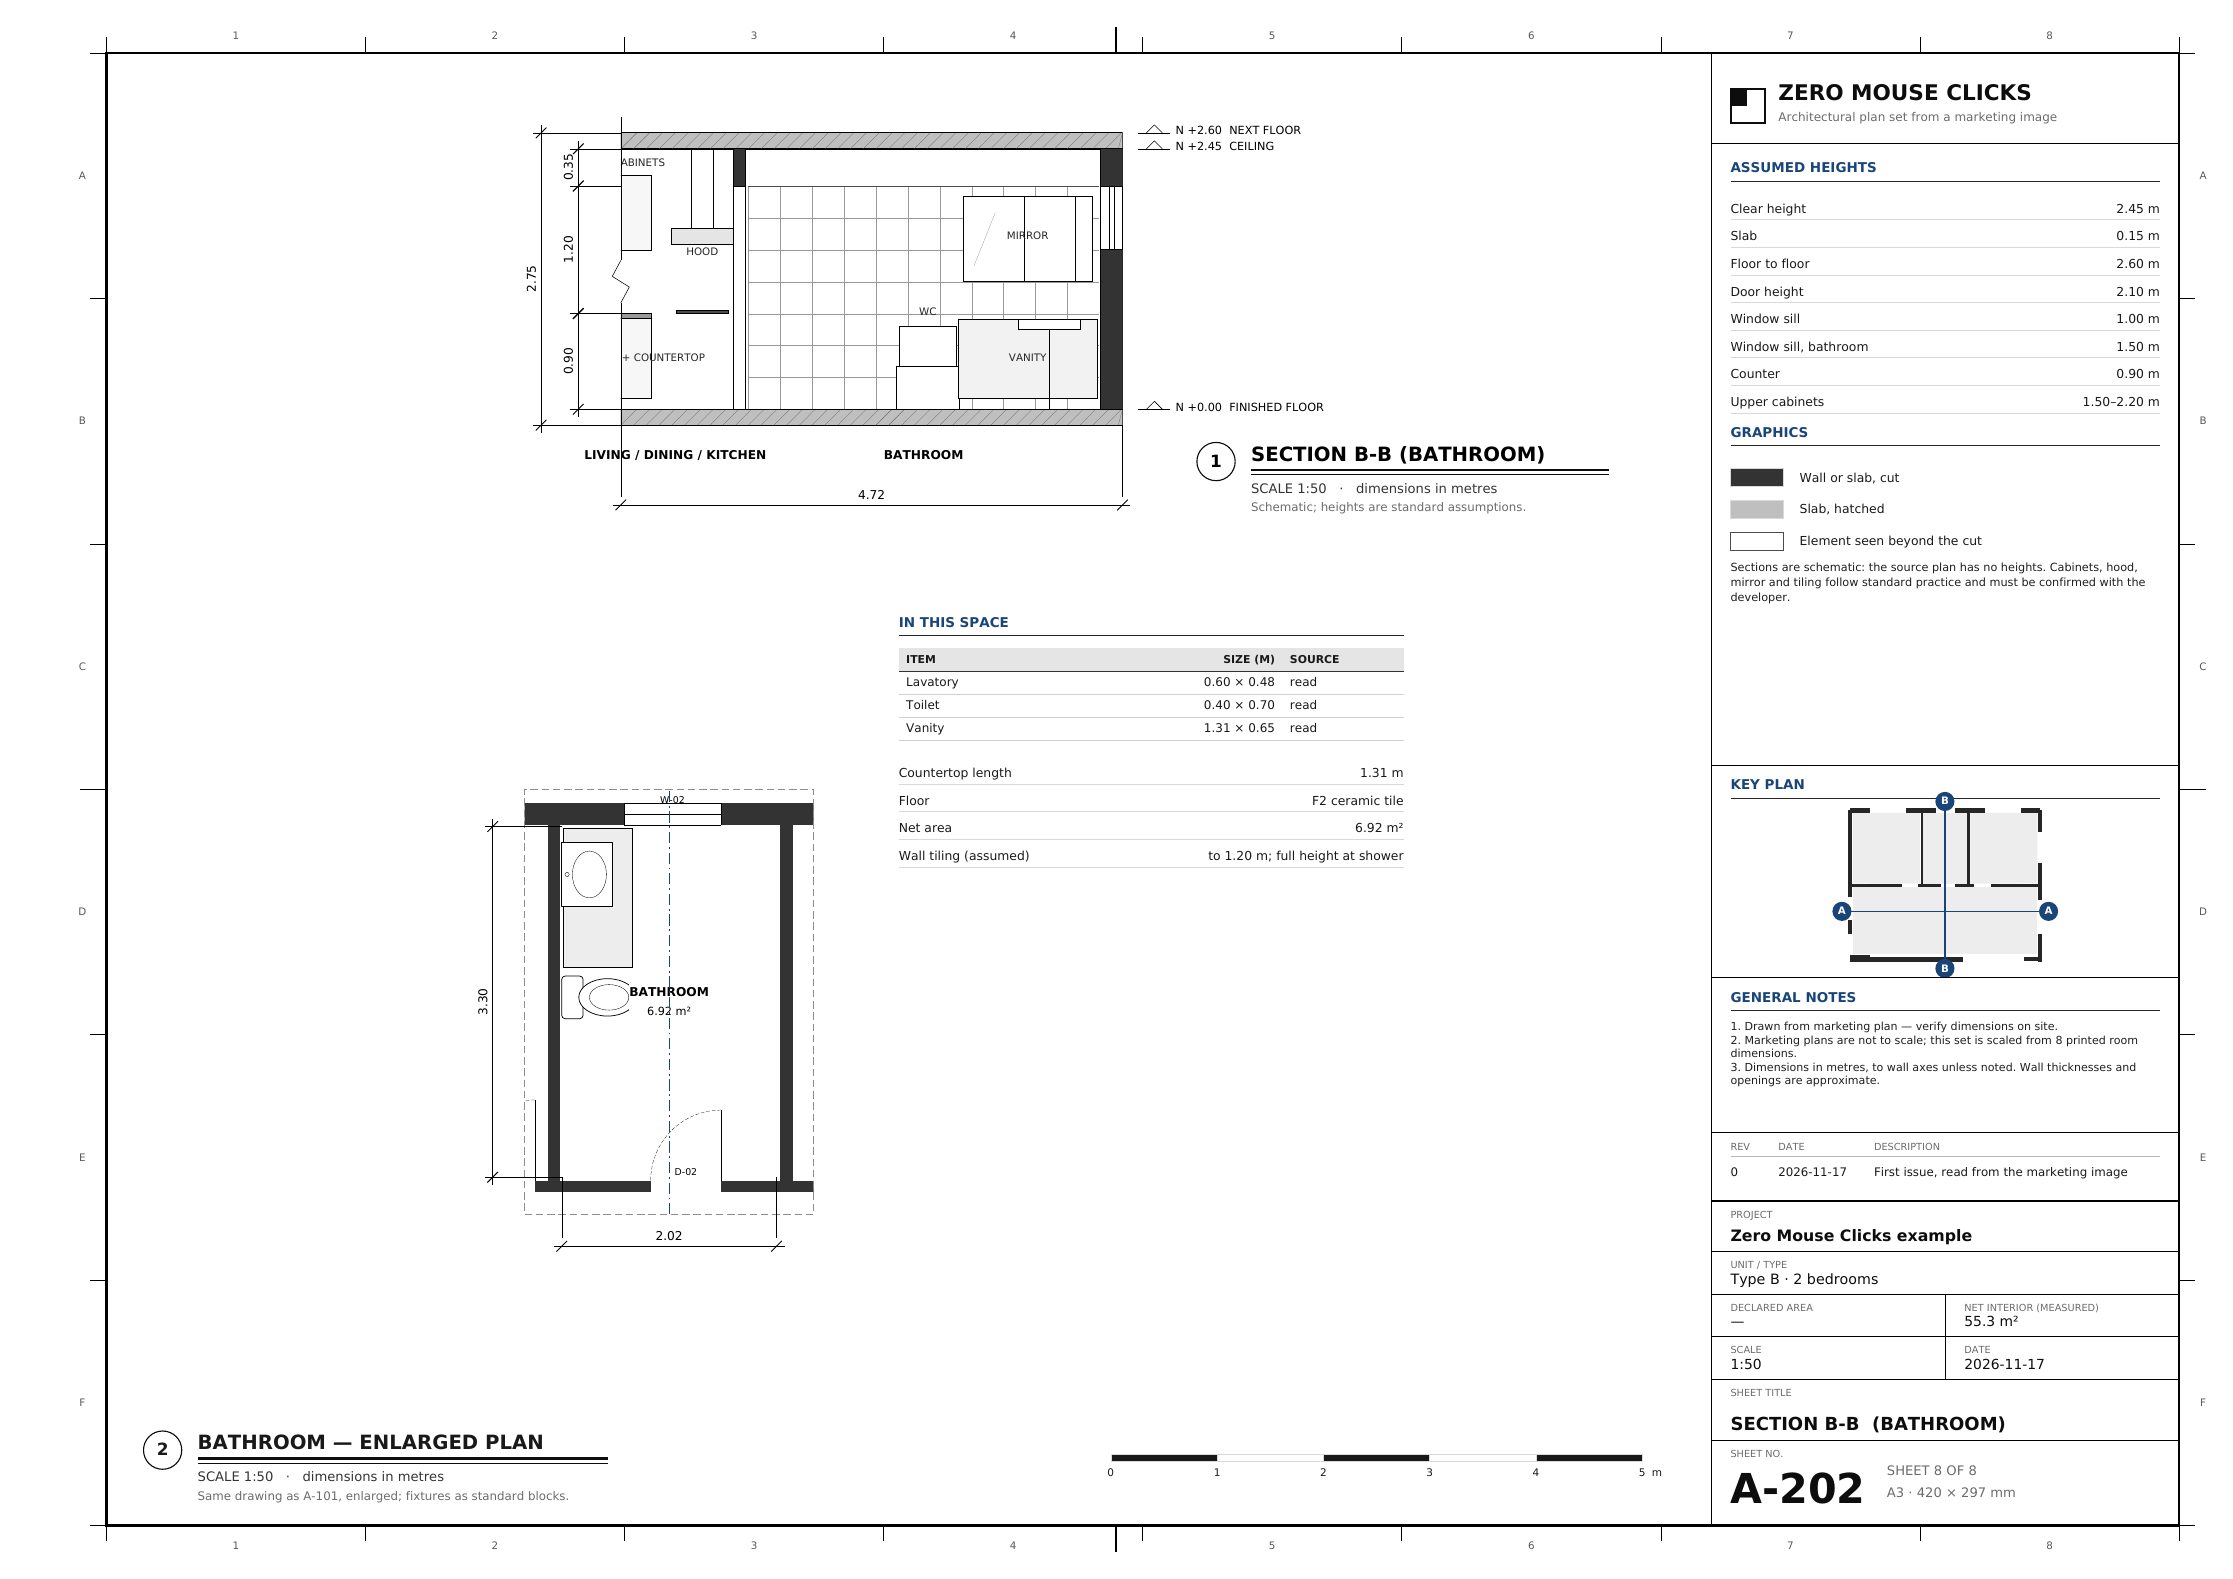 1 2 3 4 5 6 7 8
A
B
C
D
E
F
A
B
C
D
E
F
N +2.60 NEXT FLOOR
N +2.45 CEILING
N +0.00 FINISHED FLOOR
0.35
1.20
0.90
2.75
ABINETS
HOOD
MIRROR
WC
+ COUNTERTOP
VANITY
LIVING / DINING / KITCHEN
BATHROOM
4.72
1
SECTION B-B (BATHROOM)
SCALE 1:50 · dimensions in metres
Schematic; heights are standard assumptions.
IN THIS SPACE
ITEM SIZE (M) SOURCE
Lavatory 0.60 × 0.48 read
Toilet 0.40 × 0.70 read
Vanity 1.31 × 0.65 read
Countertop length 1.31 m
Floor F2 ceramic tile
Net area 6.92 m²
Wall tiling (assumed) to 1.20 m; full height at shower
W-02
3.30
BATHROOM
6.92 m²
D-02
2.02
2
BATHROOM — ENLARGED PLAN
SCALE 1:50 · dimensions in metres
Same drawing as A-101, enlarged; fixtures as standard blocks.
0 1 2 3 4 5 m
ZERO MOUSE CLICKS
Architectural plan set from a marketing image
ASSUMED HEIGHTS
Clear height 2.45 m
Slab 0.15 m
Floor to floor 2.60 m
Door height 2.10 m
Window sill 1.00 m
Window sill, bathroom 1.50 m
Counter 0.90 m
Upper cabinets 1.50–2.20 m
GRAPHICS
Wall or slab, cut
Slab, hatched
Element seen beyond the cut
Sections are schematic: the source plan has no heights. Cabinets, hood,
mirror and tiling follow standard practice and must be confirmed with the
developer.
KEY PLAN
B
A A
B
GENERAL NOTES
1. Drawn from marketing plan — verify dimensions on site.
2. Marketing plans are not to scale; this set is scaled from 8 printed room
dimensions.
3. Dimensions in metres, to wall axes unless noted. Wall thicknesses and
openings are approximate.
REV DATE DESCRIPTION
0 2026-11-17 First issue, read from the marketing image
PROJECT
Zero Mouse Clicks example
UNIT / TYPE
Type B · 2 bedrooms
DECLARED AREA NET INTERIOR (MEASURED)
— 55.3 m²
SCALE DATE
1:50 2026-11-17
SHEET TITLE
SECTION B-B (BATHROOM)
SHEET NO.
A-202
SHEET 8 OF 8
A3 · 420 × 297 mm
1 2 3 4 5 6 7 8